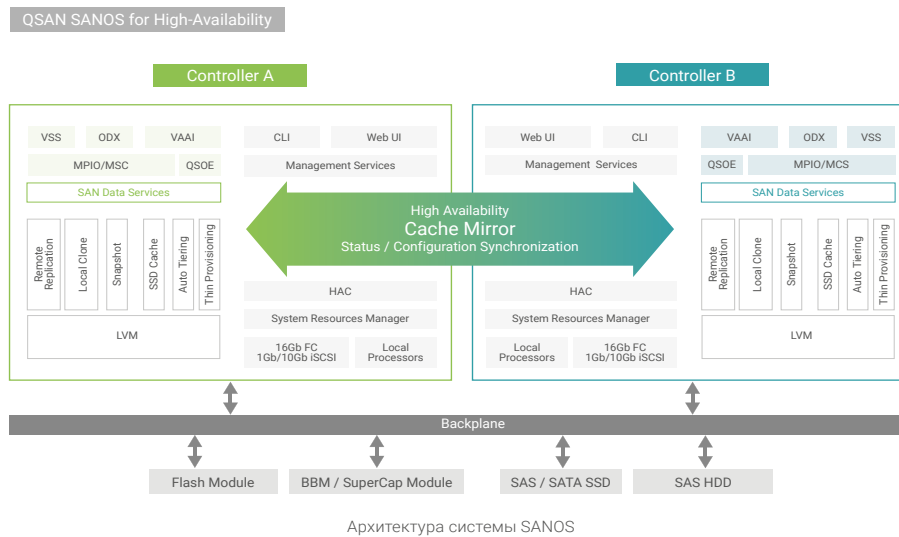 QSAN SANOS for High-Availability
Controller A
Controller B
VSS
ODX
VAAI
MPIO/MSC
QSOE
SAN Data Services
CLI
Web UI
Management Services
Web UI
CLI
Management Services
VAAI
ODX
VSS
QSOE
MPIO/MCS
SAN Data Services
High Availability
Cache Mirror
Status / Configuration Synchronization
Remote
Replication
Local Clone
Snapshot
SSD Cache
Auto Tiering
Thin Provisioning
LVM
HAC
System Resources Manager
16Gb FC
1Gb/10Gb iSCSI
Local
Processors
HAC
System Resources Manager
Local
Processors
16Gb FC
1Gb/10Gb iSCSI
Remote
Replication
Local Clone
Snapshot
SSD Cache
Auto Tiering
Thin Provisioning
LVM
Backplane
Flash Module
BBM / SuperCap Module
SAS / SATA SSD
SAS HDD
Архитектура системы SANOS